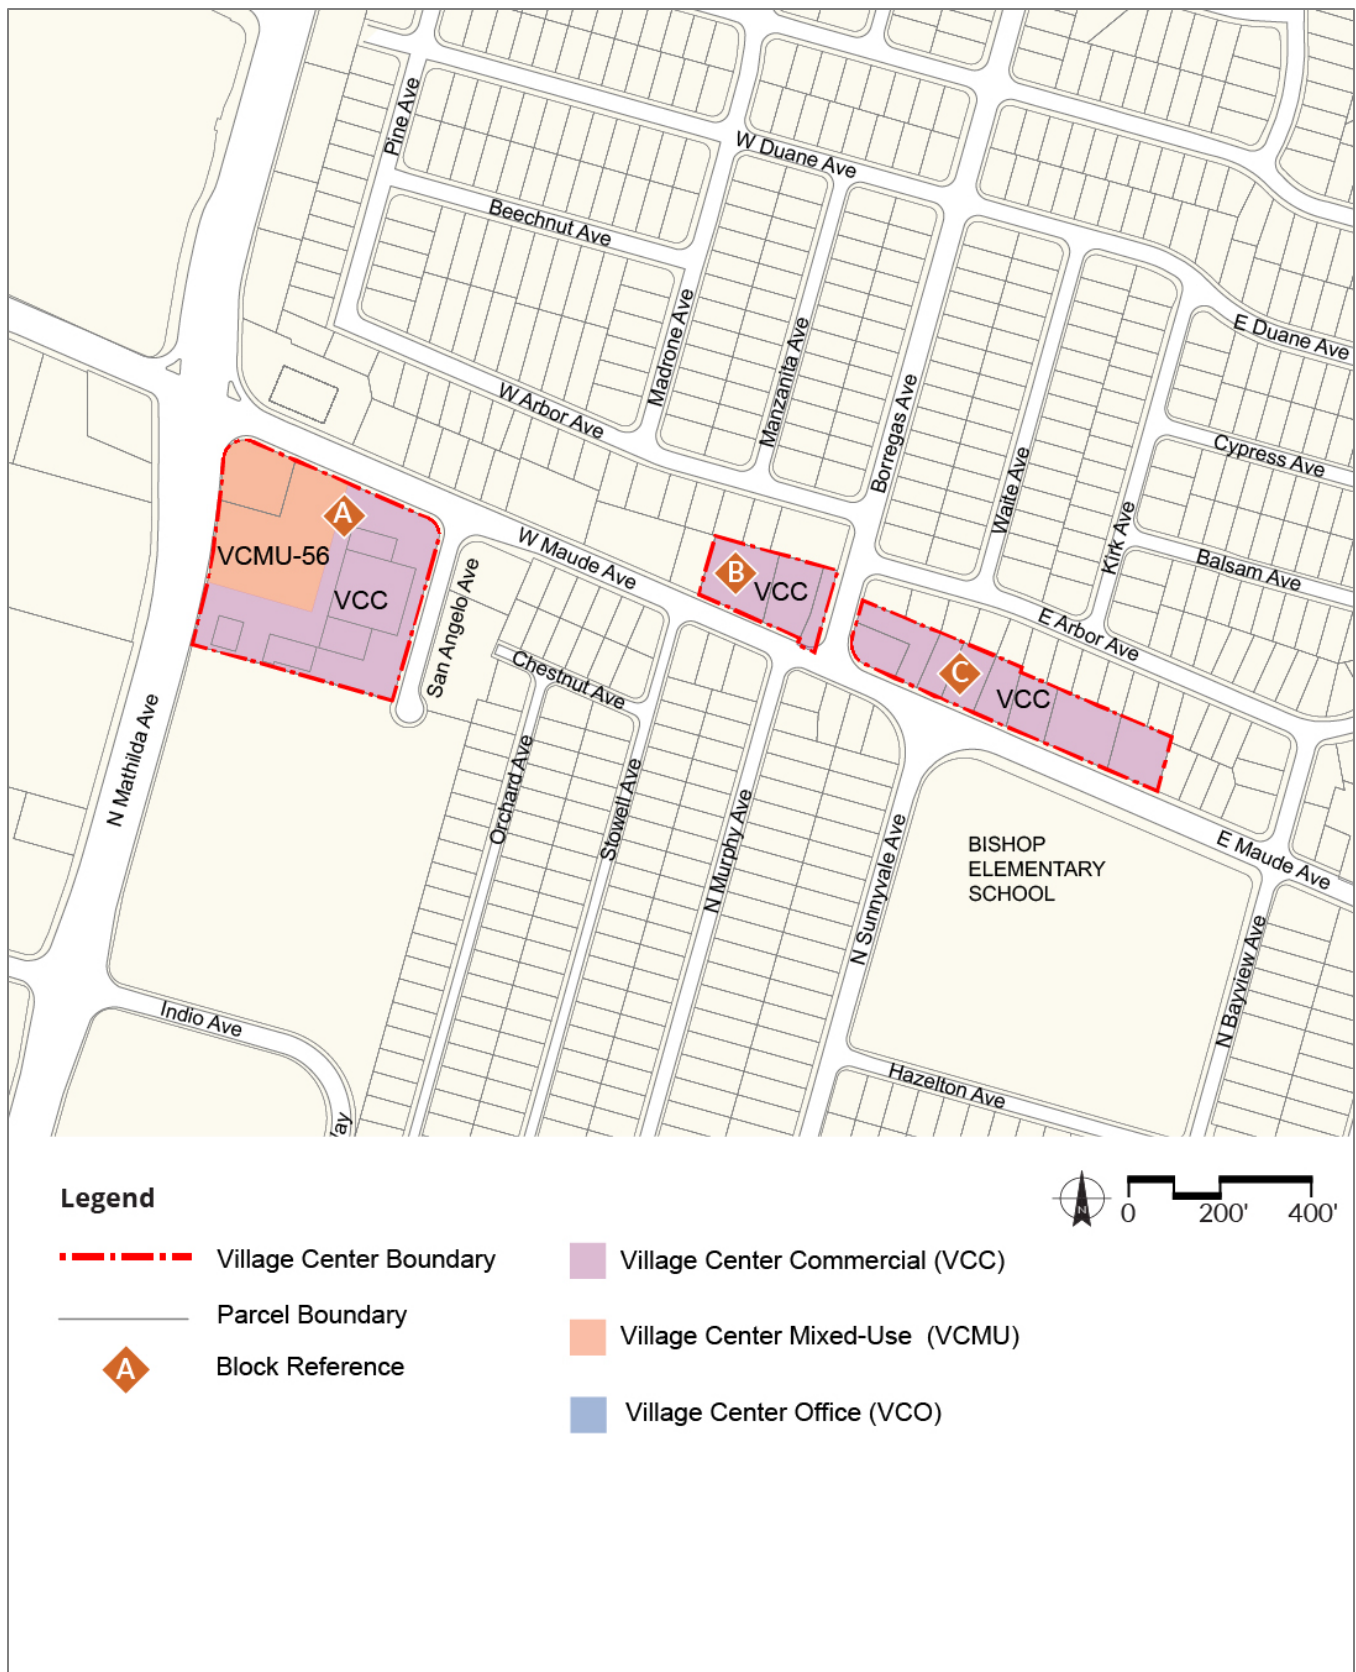 Pine Ave
W Duane Ave
Beechnut Ave
E Duane Ave
Madrone Ave
Manzanita Ave
W Arbor Ave
Borregas Ave
Cypress Ave
Waite Ave
Kirk Ave
A
VCMU-56
VCC
W Maude Ave
B
VCC
Balsam Ave
San Angelo Ave
E Arbor Ave
Chestnut Ave
C
VCC
N Mathilda Ave
Orchard Ave
Stowell Ave
N Murphy Ave
N Sunnyvale Ave
BISHOP
ELEMENTARY
SCHOOL
E Maude Ave
N Bayview Ave
Indio Ave
Hazelton Ave
Legend
N
0 200' 400'
Village Center Boundary
Parcel Boundary
A
Block Reference
Village Center Commercial (VCC)
Village Center Mixed-Use (VCMU)
Village Center Office (VCO)